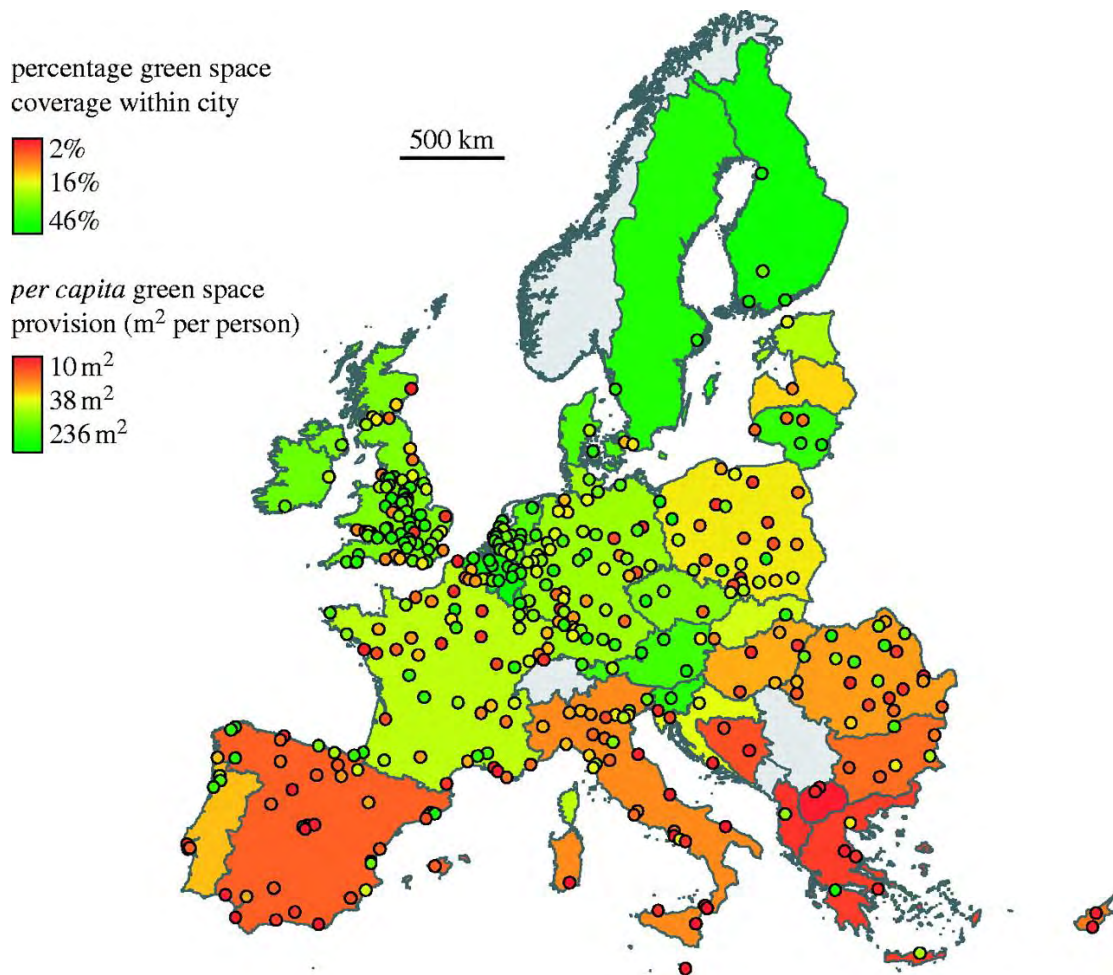 percentage green space
coverage within city
2%
16%
46%
500 km
per capita green space
provision (m² per person)
10 m²
38 m²
236 m²